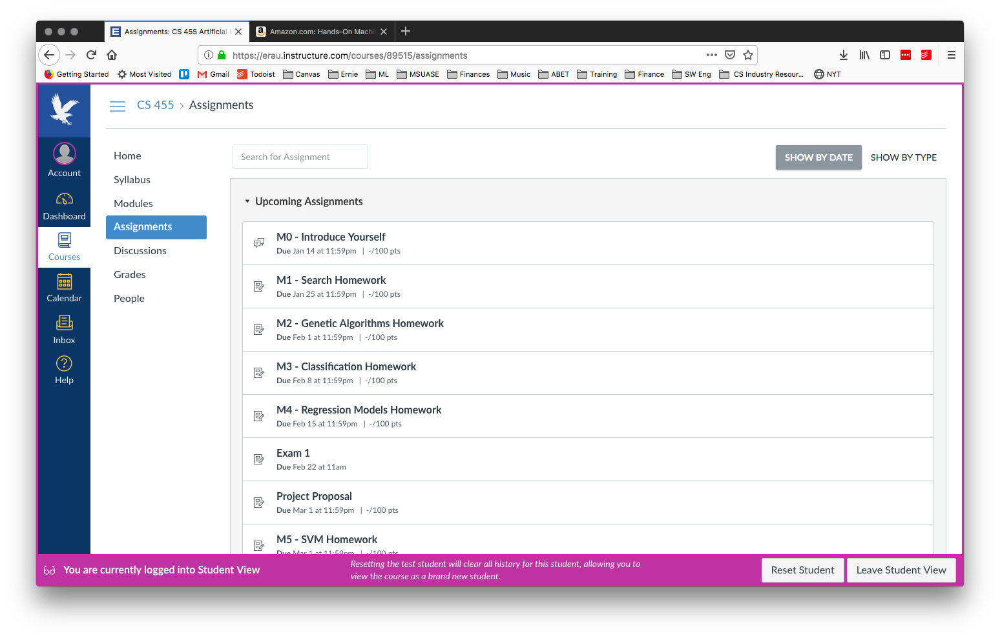 Assignments: CS 455 Artificial
Amazon.com: Hands-On Machi
https://erau.instructure.com/courses/89515/assignments
Getting Started
Most Visited
Gmail
Todoist
Canvas
Ernie
ML
MSUASE
Finances
Music
ABET
Training
Finance
SW Eng
CS Industry Resour...
NYT
CS 455 › Assignments
Account
Dashboard
Courses
Calendar
Inbox
Help
Home
Syllabus
Modules
Assignments
Discussions
Grades
People
Search for Assignment
SHOW BY DATE
SHOW BY TYPE
Upcoming Assignments
M0 - Introduce Yourself
Due Jan 14 at 11:59pm | -/100 pts
M1 - Search Homework
Due Jan 25 at 11:59pm | -/100 pts
M2 - Genetic Algorithms Homework
Due Feb 1 at 11:59pm | -/100 pts
M3 - Classification Homework
Due Feb 8 at 11:59pm | -/100 pts
M4 - Regression Models Homework
Due Feb 15 at 11:59pm | -/100 pts
Exam 1
Due Feb 22 at 11am
Project Proposal
Due Mar 1 at 11:59pm | -/100 pts
M5 - SVM Homework
Due Mar 1 at 11:59pm | -/100 pts
You are currently logged into Student View
Resetting the test student will clear all history for this student, allowing you to
view the course as a brand new student.
Reset Student
Leave Student View